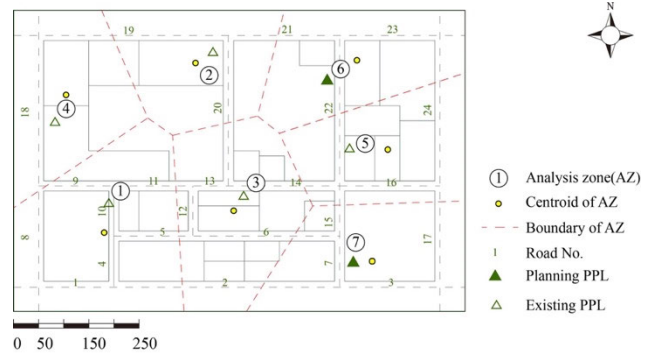 N
19 21 23
2 6
4
18 20 22 24
5
9 11 13 14 16
1 3
10 12
8 5 6 15 17
4 7 7
1 2 3
0 50 100 150 250
1 Analysis zone(AZ)
Centroid of AZ
Boundary of AZ
1 Road No.
Planning PPL
Existing PPL